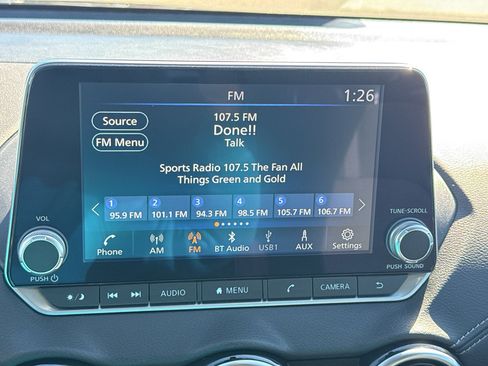 FM
1:26
Source
107.5 FM
Done!!
FM Menu
Talk
Sports Radio 107.5 The Fan All
Things Green and Gold
1 2 3 4 5 6
95.9 FM 101.1 FM 94.3 FM 98.5 FM 105.7 FM 106.7 FM
VOL
TUNE-SCROLL
Phone AM FM BT Audio USB1 AUX Settings
PUSH
PUSH SOUND
AUDIO MENU CAMERA